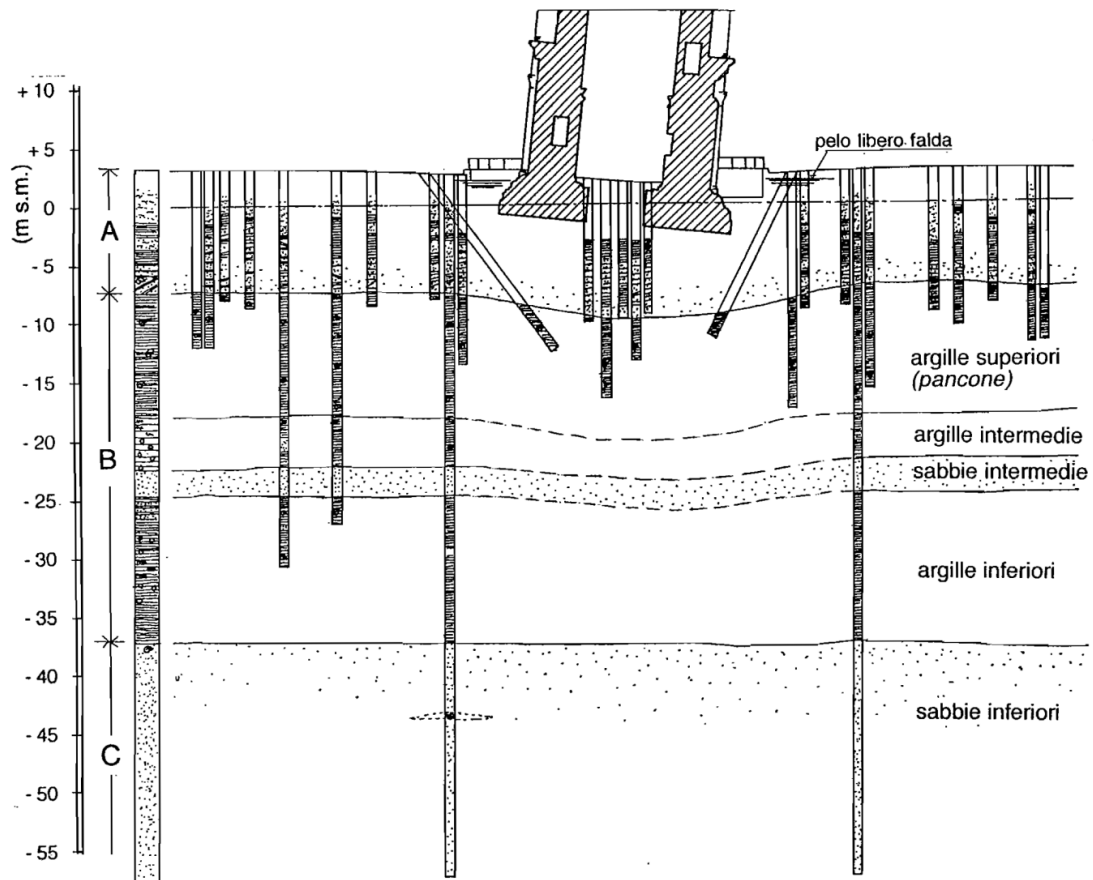 + 10
+ 5
pelo libero falda
(m s.m.)
0
A
- 5
- 10
argille superiori
(pancone)
- 15
argille intermedie
- 20
B
sabbie intermedie
- 25
argille inferiori
- 30
- 35
- 40
sabbie inferiori
- 45
C
- 50
- 55